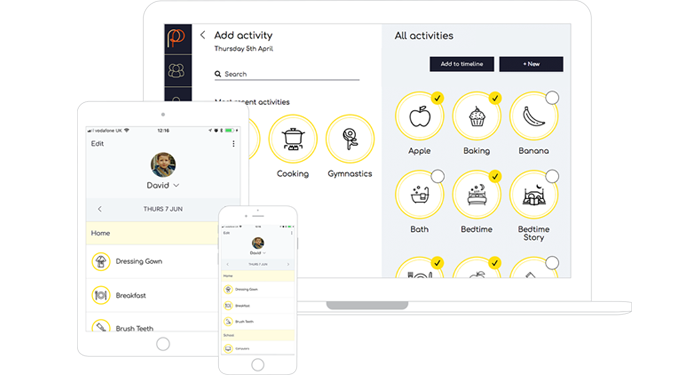 Add activity
Thursday 5th April
Search
Most recent activities
Cooking
Gymnastics
All activities
Add to timeline
+ New
Apple
Baking
Banana
Bath
Bedtime
Bedtime
Story
vodafone UK
12:16
Edit
David
THURS 7 JUN
Home
Dressing Gown
Breakfast
Brush Teeth
Edit
David
THURS 7 JUN
Home
Dressing Gown
Breakfast
Brush Teeth
School